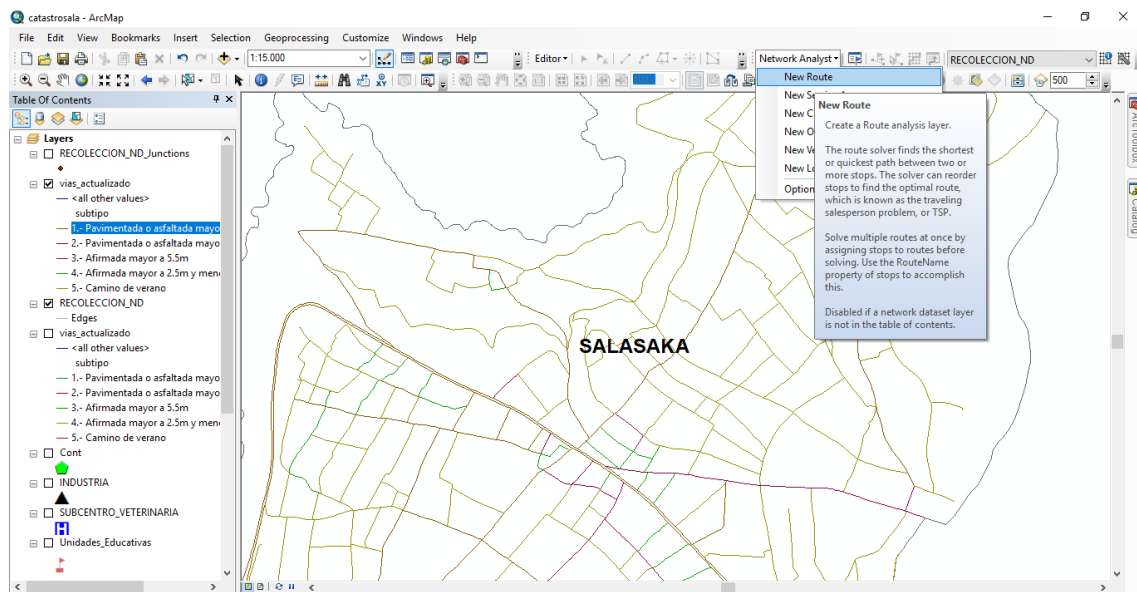 catastrosala - ArcMap
File Edit View Bookmarks Insert Selection Geoprocessing Customize Windows Help
1:15.000
Editor
Network Analyst
RECOLECCION_ND
500
Table Of Contents
Layers
RECOLECCION_ND_Junctions
vias_actualizado
<all other values>
subtipo
1.- Pavimentada o asfaltada mayo
2.- Pavimentada o asfaltada mayo
3.- Afirmada mayor a 5.5m
4.- Afirmada mayor a 2.5m y meno
5.- Camino de verano
RECOLECCION_ND
Edges
vias_actualizado
<all other values>
subtipo
1.- Pavimentada o asfaltada mayo
2.- Pavimentada o asfaltada mayo
3.- Afirmada mayor a 5.5m
4.- Afirmada mayor a 2.5m y meno
5.- Camino de verano
Cont
INDUSTRIA
SUBCENTRO_VETERINARIA
H
Unidades_Educativas
New Route
New Se
New C
New O
New Ve
New Lo
Option
New Route
Create a Route analysis layer.
The route solver finds the shortest
or quickest path between two or
more stops. The solver can reorder
stops to find the optimal route,
which is known as the traveling
salesperson problem, or TSP.
Solve multiple routes at once by
assigning stops to routes before
solving. Use the RouteName
property of stops to accomplish
this.
Disabled if a network dataset layer
is not in the table of contents.
SALASAKA
ArcToolbox
Catalog